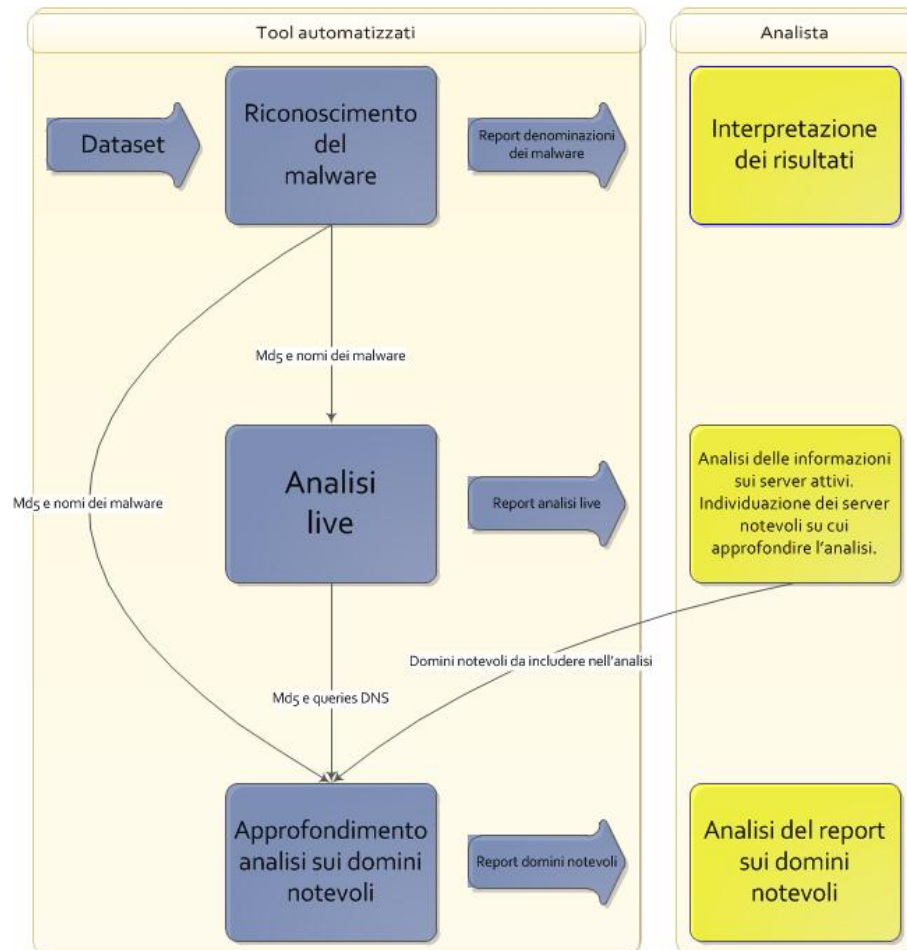 Tool automatizzati
Analista
Dataset
Riconoscimento
del
malware
Report denominazioni
dei malware
Interpretazione
dei risultati
Md5 e nomi dei malware
Md5 e nomi dei malware
Analisi
live
Report analisi live
Analisi delle informazioni
sui server attivi.
Individuazione dei server
notevoli su cui
approfondire l'analisi.
Domini notevoli da includere nell'analisi
Md5 e queries DNS
Approfondimento
analisi sui domini
notevoli
Report domini notevoli
Analisi del report
sui domini
notevoli